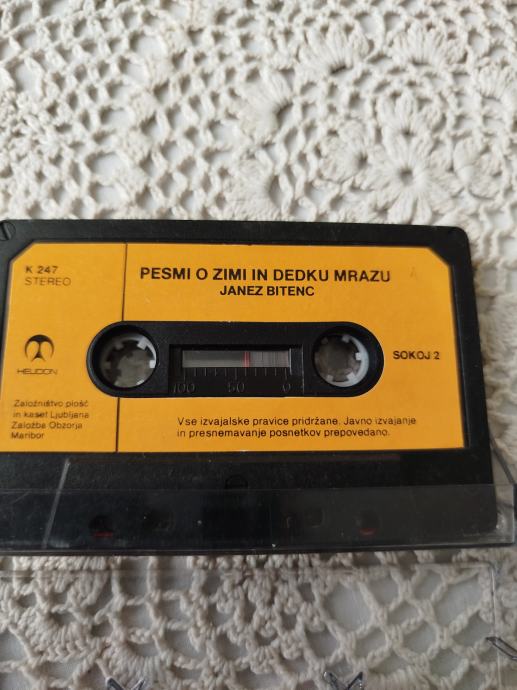 K 247
STEREO
PESMI O ZIMI IN DEDKU MRAZU
JANEZ BITENC
HELIDON
SOKOJ 2
100 50 0
Založništvo plošč
in kaset Ljubljana
Založba Obzorja
Maribor
Vse izvajalske pravice pridržane. Javno izvajanje
in presnemavanje posnetkov prepovedano.